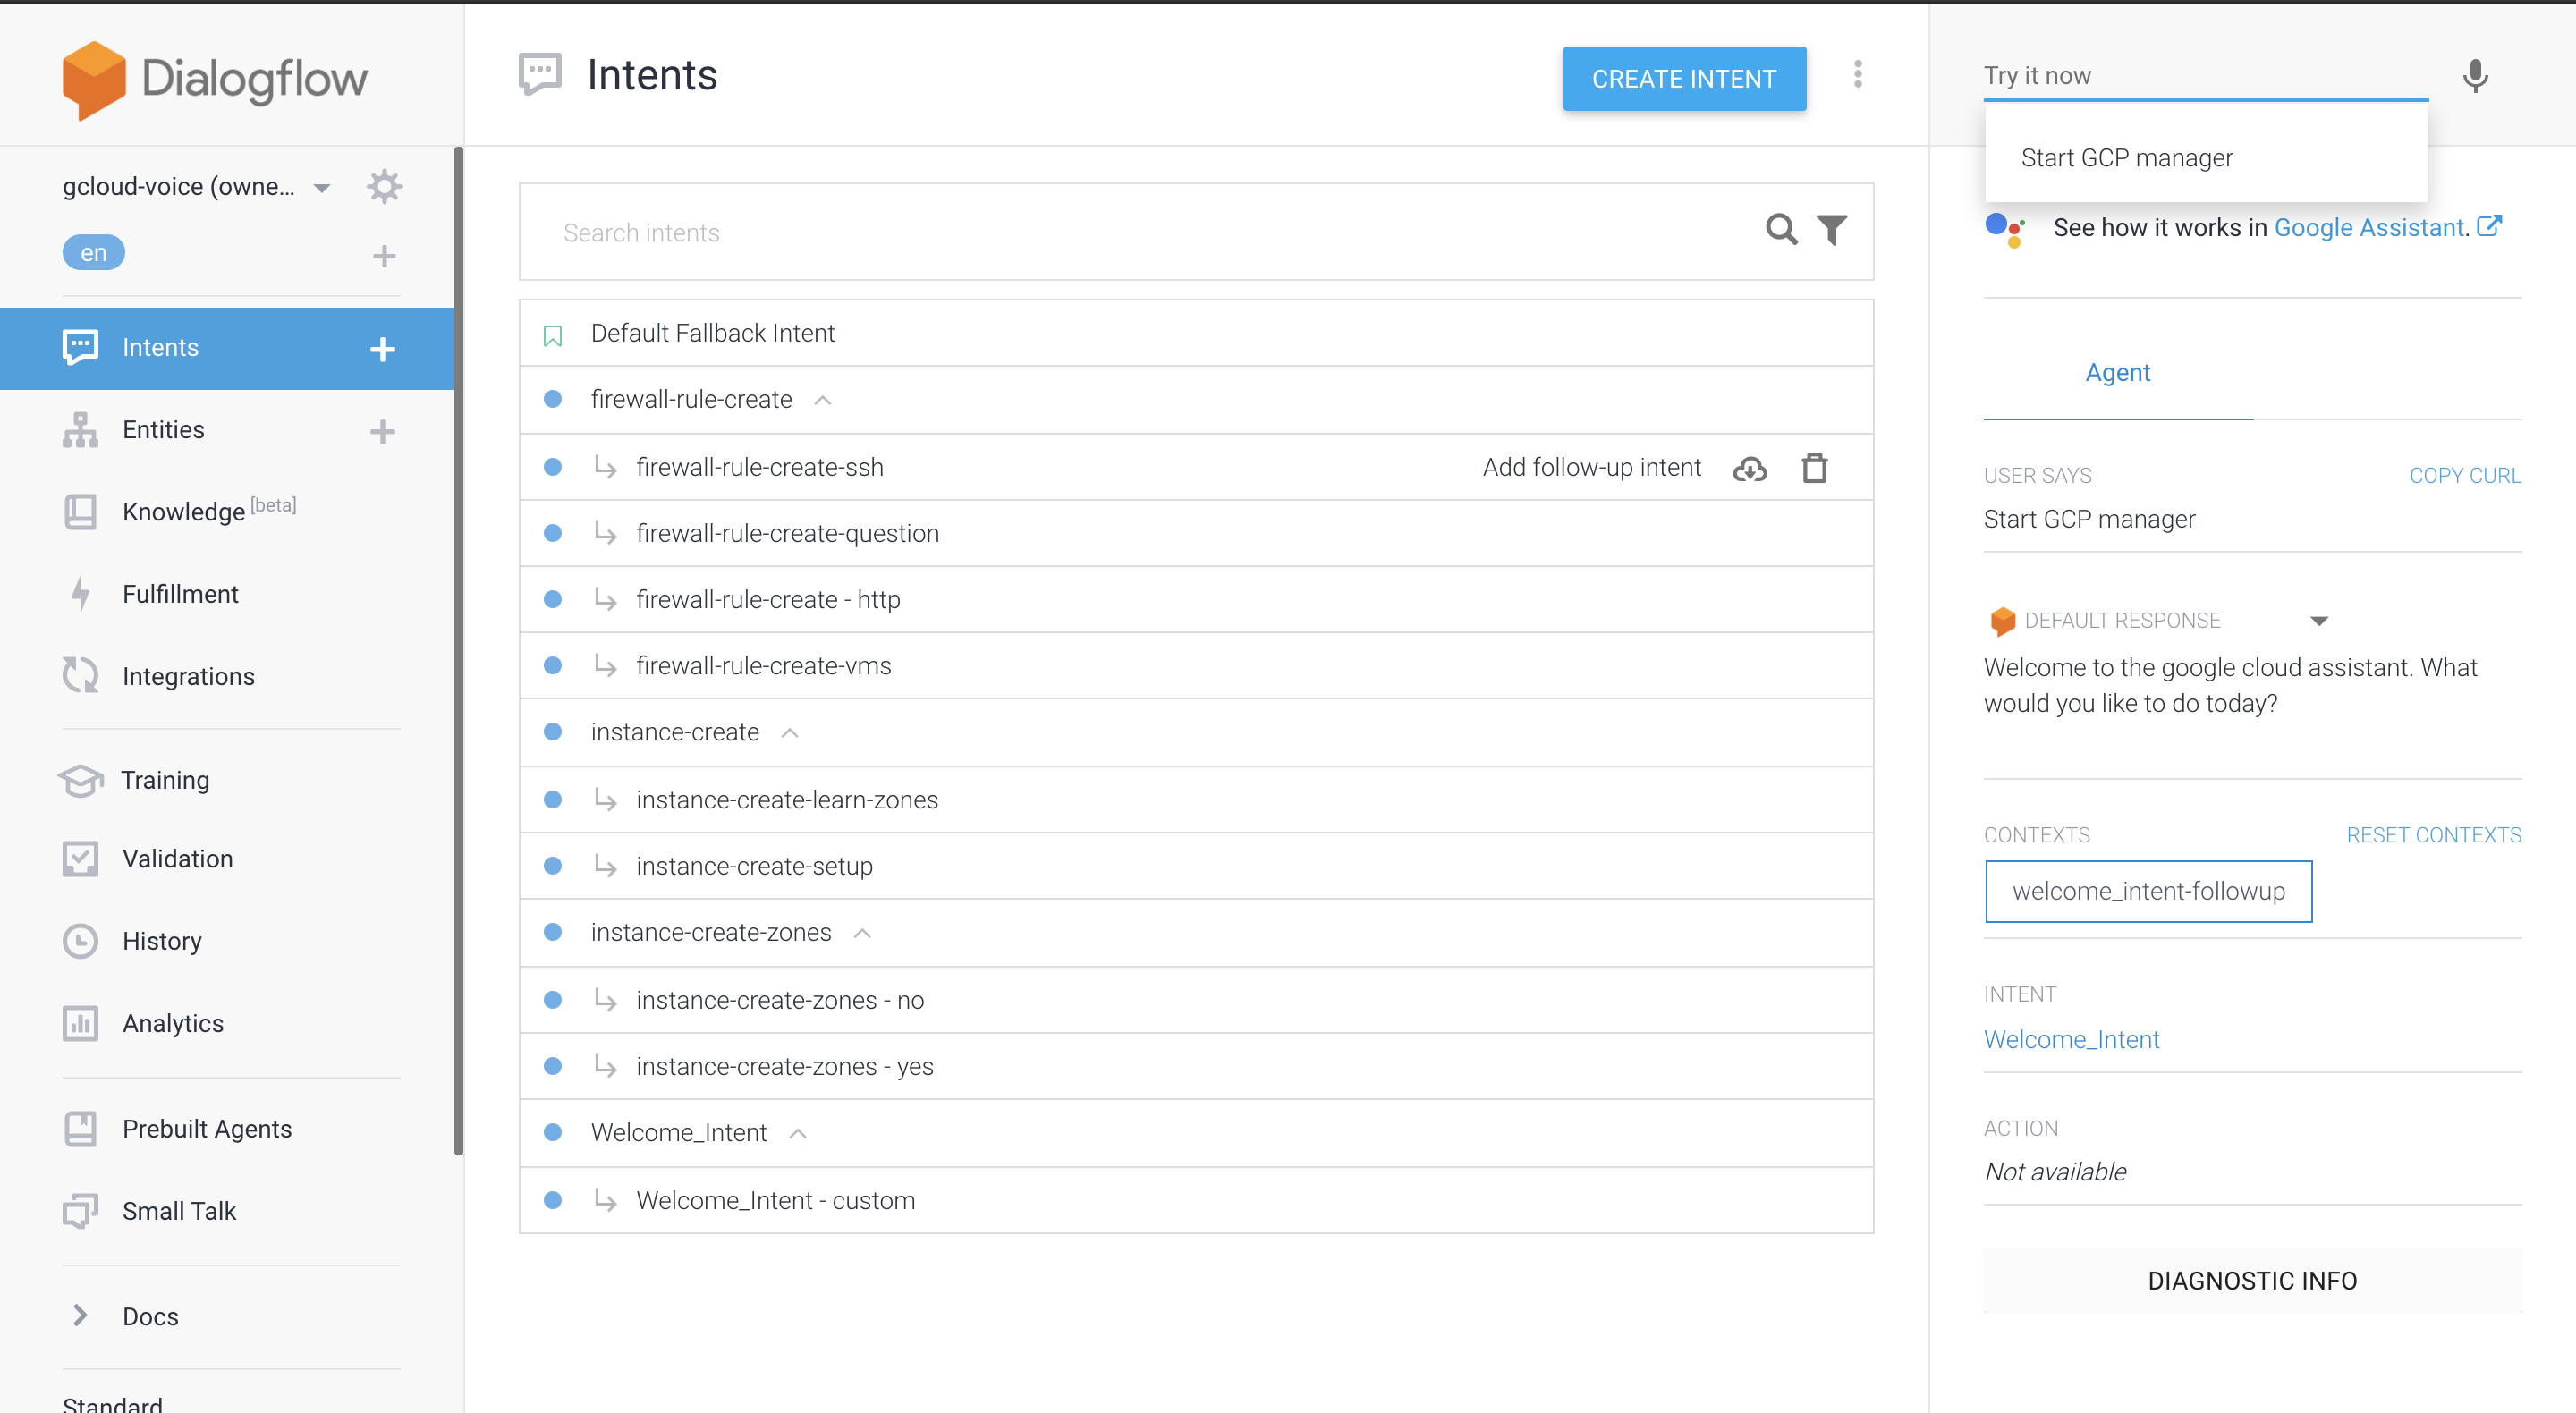 Dialogflow
gcloud-voice (owne...
en
Intents
Entities
Knowledge [beta]
Fulfillment
Integrations
Training
Validation
History
Analytics
Prebuilt Agents
Small Talk
Docs
Standard
Intents
CREATE INTENT
Search intents
Default Fallback Intent
firewall-rule-create
firewall-rule-create-ssh Add follow-up intent
firewall-rule-create-question
firewall-rule-create - http
firewall-rule-create-vms
instance-create
instance-create-learn-zones
instance-create-setup
instance-create-zones
instance-create-zones - no
instance-create-zones - yes
Welcome_Intent
Welcome_Intent - custom
Try it now
Start GCP manager
See how it works in Google Assistant.
Agent
USER SAYS COPY CURL
Start GCP manager
DEFAULT RESPONSE
Welcome to the google cloud assistant. What
would you like to do today?
CONTEXTS RESET CONTEXTS
welcome_intent-followup
INTENT
Welcome_Intent
ACTION
Not available
DIAGNOSTIC INFO